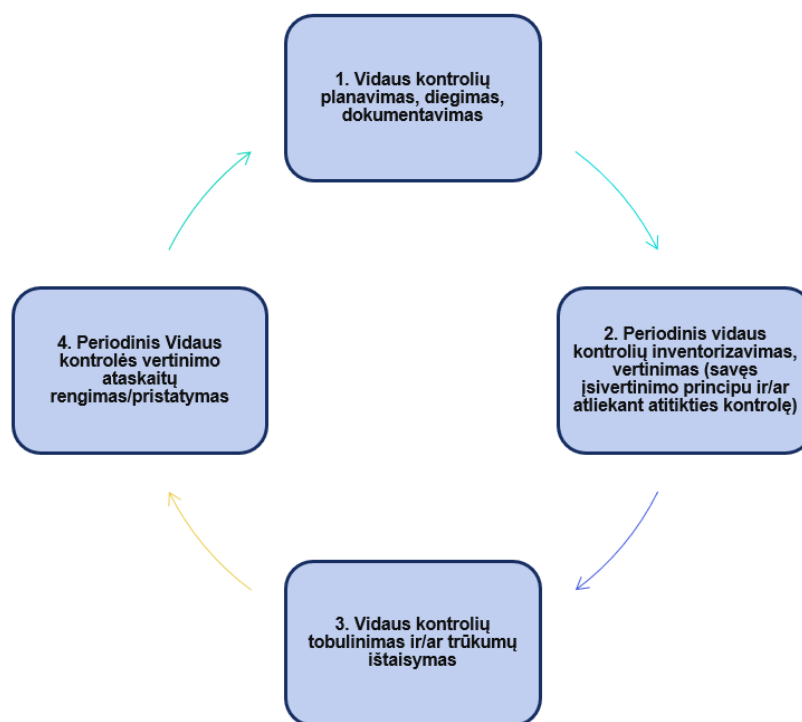 1. Vidaus kontrolių
planavimas, diegimas,
dokumentavimas
2. Periodinis vidaus
kontrolių inventorizavimas,
vertinimas (savęs
įsivertinimo principu ir/ar
atliekant atitikties kontrolę)
3. Vidaus kontrolių
tobulinimas ir/ar trūkumų
ištaisymas
4. Periodinis Vidaus
kontrolės vertinimo
ataskaitų
rengimas/pristatymas